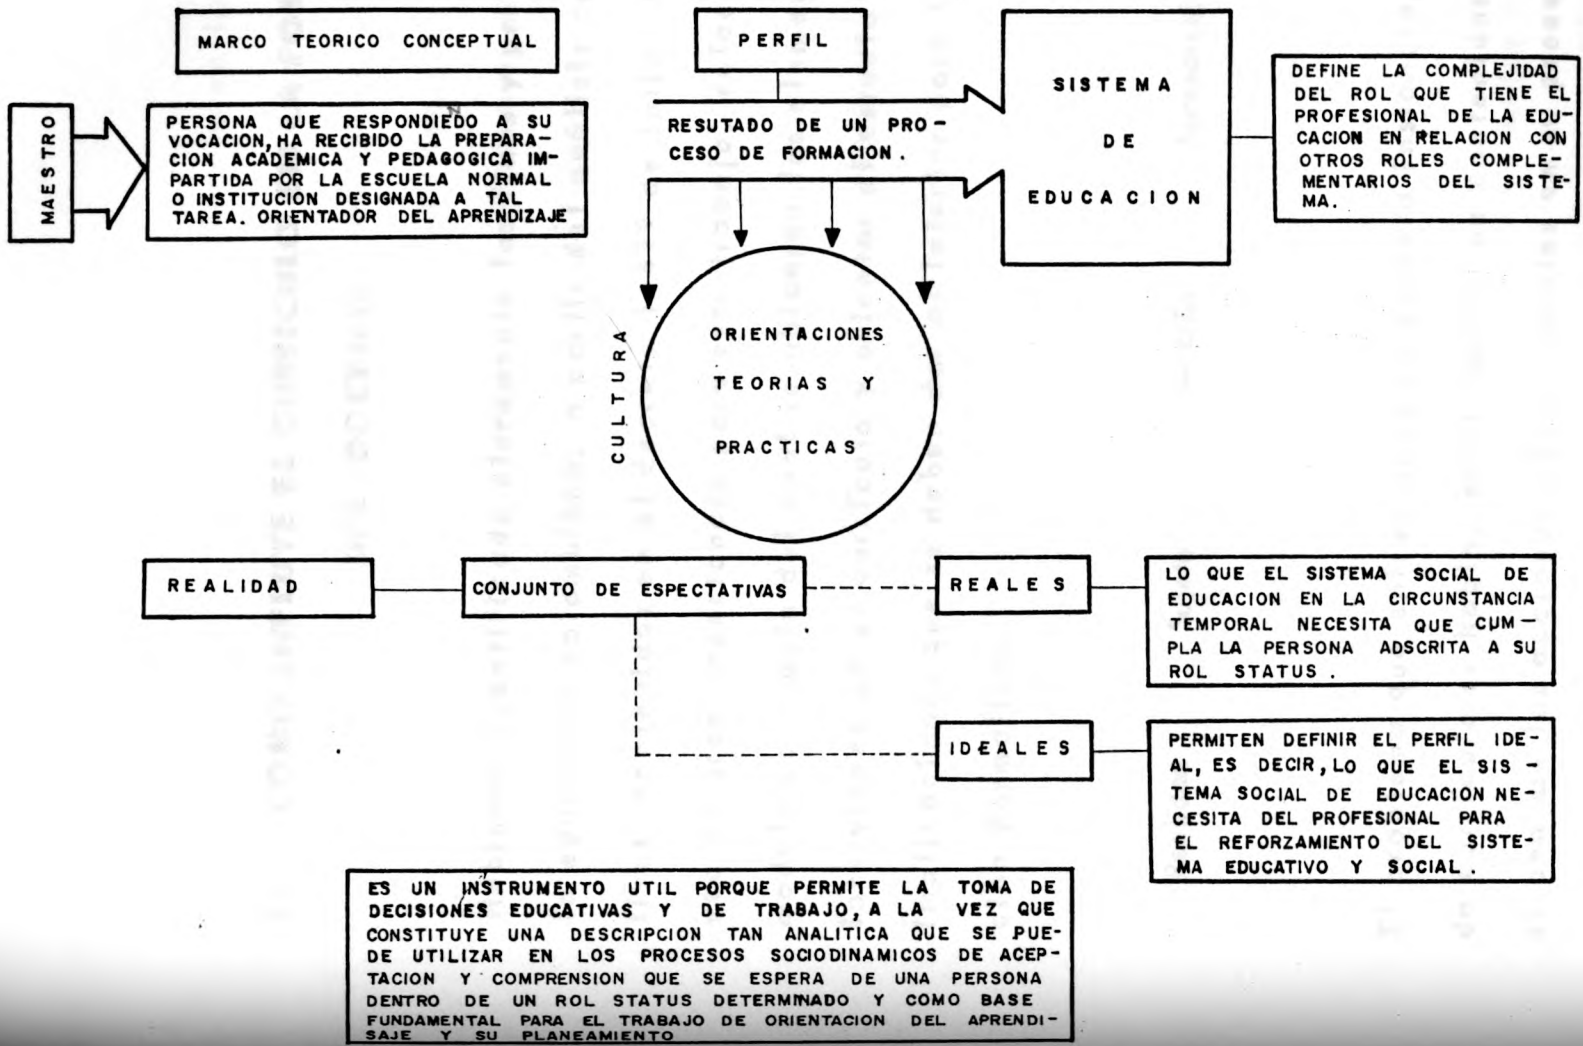 MARCO TEORICO CONCEPTUAL
PERFIL
MAESTRO
PERSONA QUE RESPONDIEDO A SU
VOCACION, HA RECIBIDO LA PREPARA-
CION ACADEMICA Y PEDAGOGICA IM-
PARTIDA POR LA ESCUELA NORMAL
O INSTITUCION DESIGNADA A TAL
TAREA. ORIENTADOR DEL APRENDIZAJE
RESUTADO DE UN PRO-
CESO DE FORMACION.
SISTEMA
DE
EDUCACION
DEFINE LA COMPLEJIDAD
DEL ROL QUE TIENE EL
PROFESIONAL DE LA EDU-
CACION EN RELACION CON
OTROS ROLES COMPLE-
MENTARIOS DEL SISTE-
MA.
CULTURA
ORIENTACIONES
TEORIAS Y
PRACTICAS
REALIDAD
CONJUNTO DE ESPECTATIVAS
REALES
LO QUE EL SISTEMA SOCIAL DE
EDUCACION EN LA CIRCUNSTANCIA
TEMPORAL NECESITA QUE CUM-
PLA LA PERSONA ADSCRITA A SU
ROL STATUS.
IDEALES
PERMITEN DEFINIR EL PERFIL IDE-
AL, ES DECIR, LO QUE EL SIS-
TEMA SOCIAL DE EDUCACION NE-
CESITA DEL PROFESIONAL PARA
EL REFORZAMIENTO DEL SISTE-
MA EDUCATIVO Y SOCIAL.
ES UN INSTRUMENTO UTIL PORQUE PERMITE LA TOMA DE
DECISIONES EDUCATIVAS Y DE TRABAJO, A LA VEZ QUE
CONSTITUYE UNA DESCRIPCION TAN ANALITICA QUE SE PUE-
DE UTILIZAR EN LOS PROCESOS SOCIODINAMICOS DE ACEP-
TACION Y COMPRENSION QUE SE ESPERA DE UNA PERSONA
DENTRO DE UN ROL STATUS DETERMINADO Y COMO BASE
FUNDAMENTAL PARA EL TRABAJO DE ORIENTACION DEL APRENDI-
SAJE Y SU PLANEAMIENTO